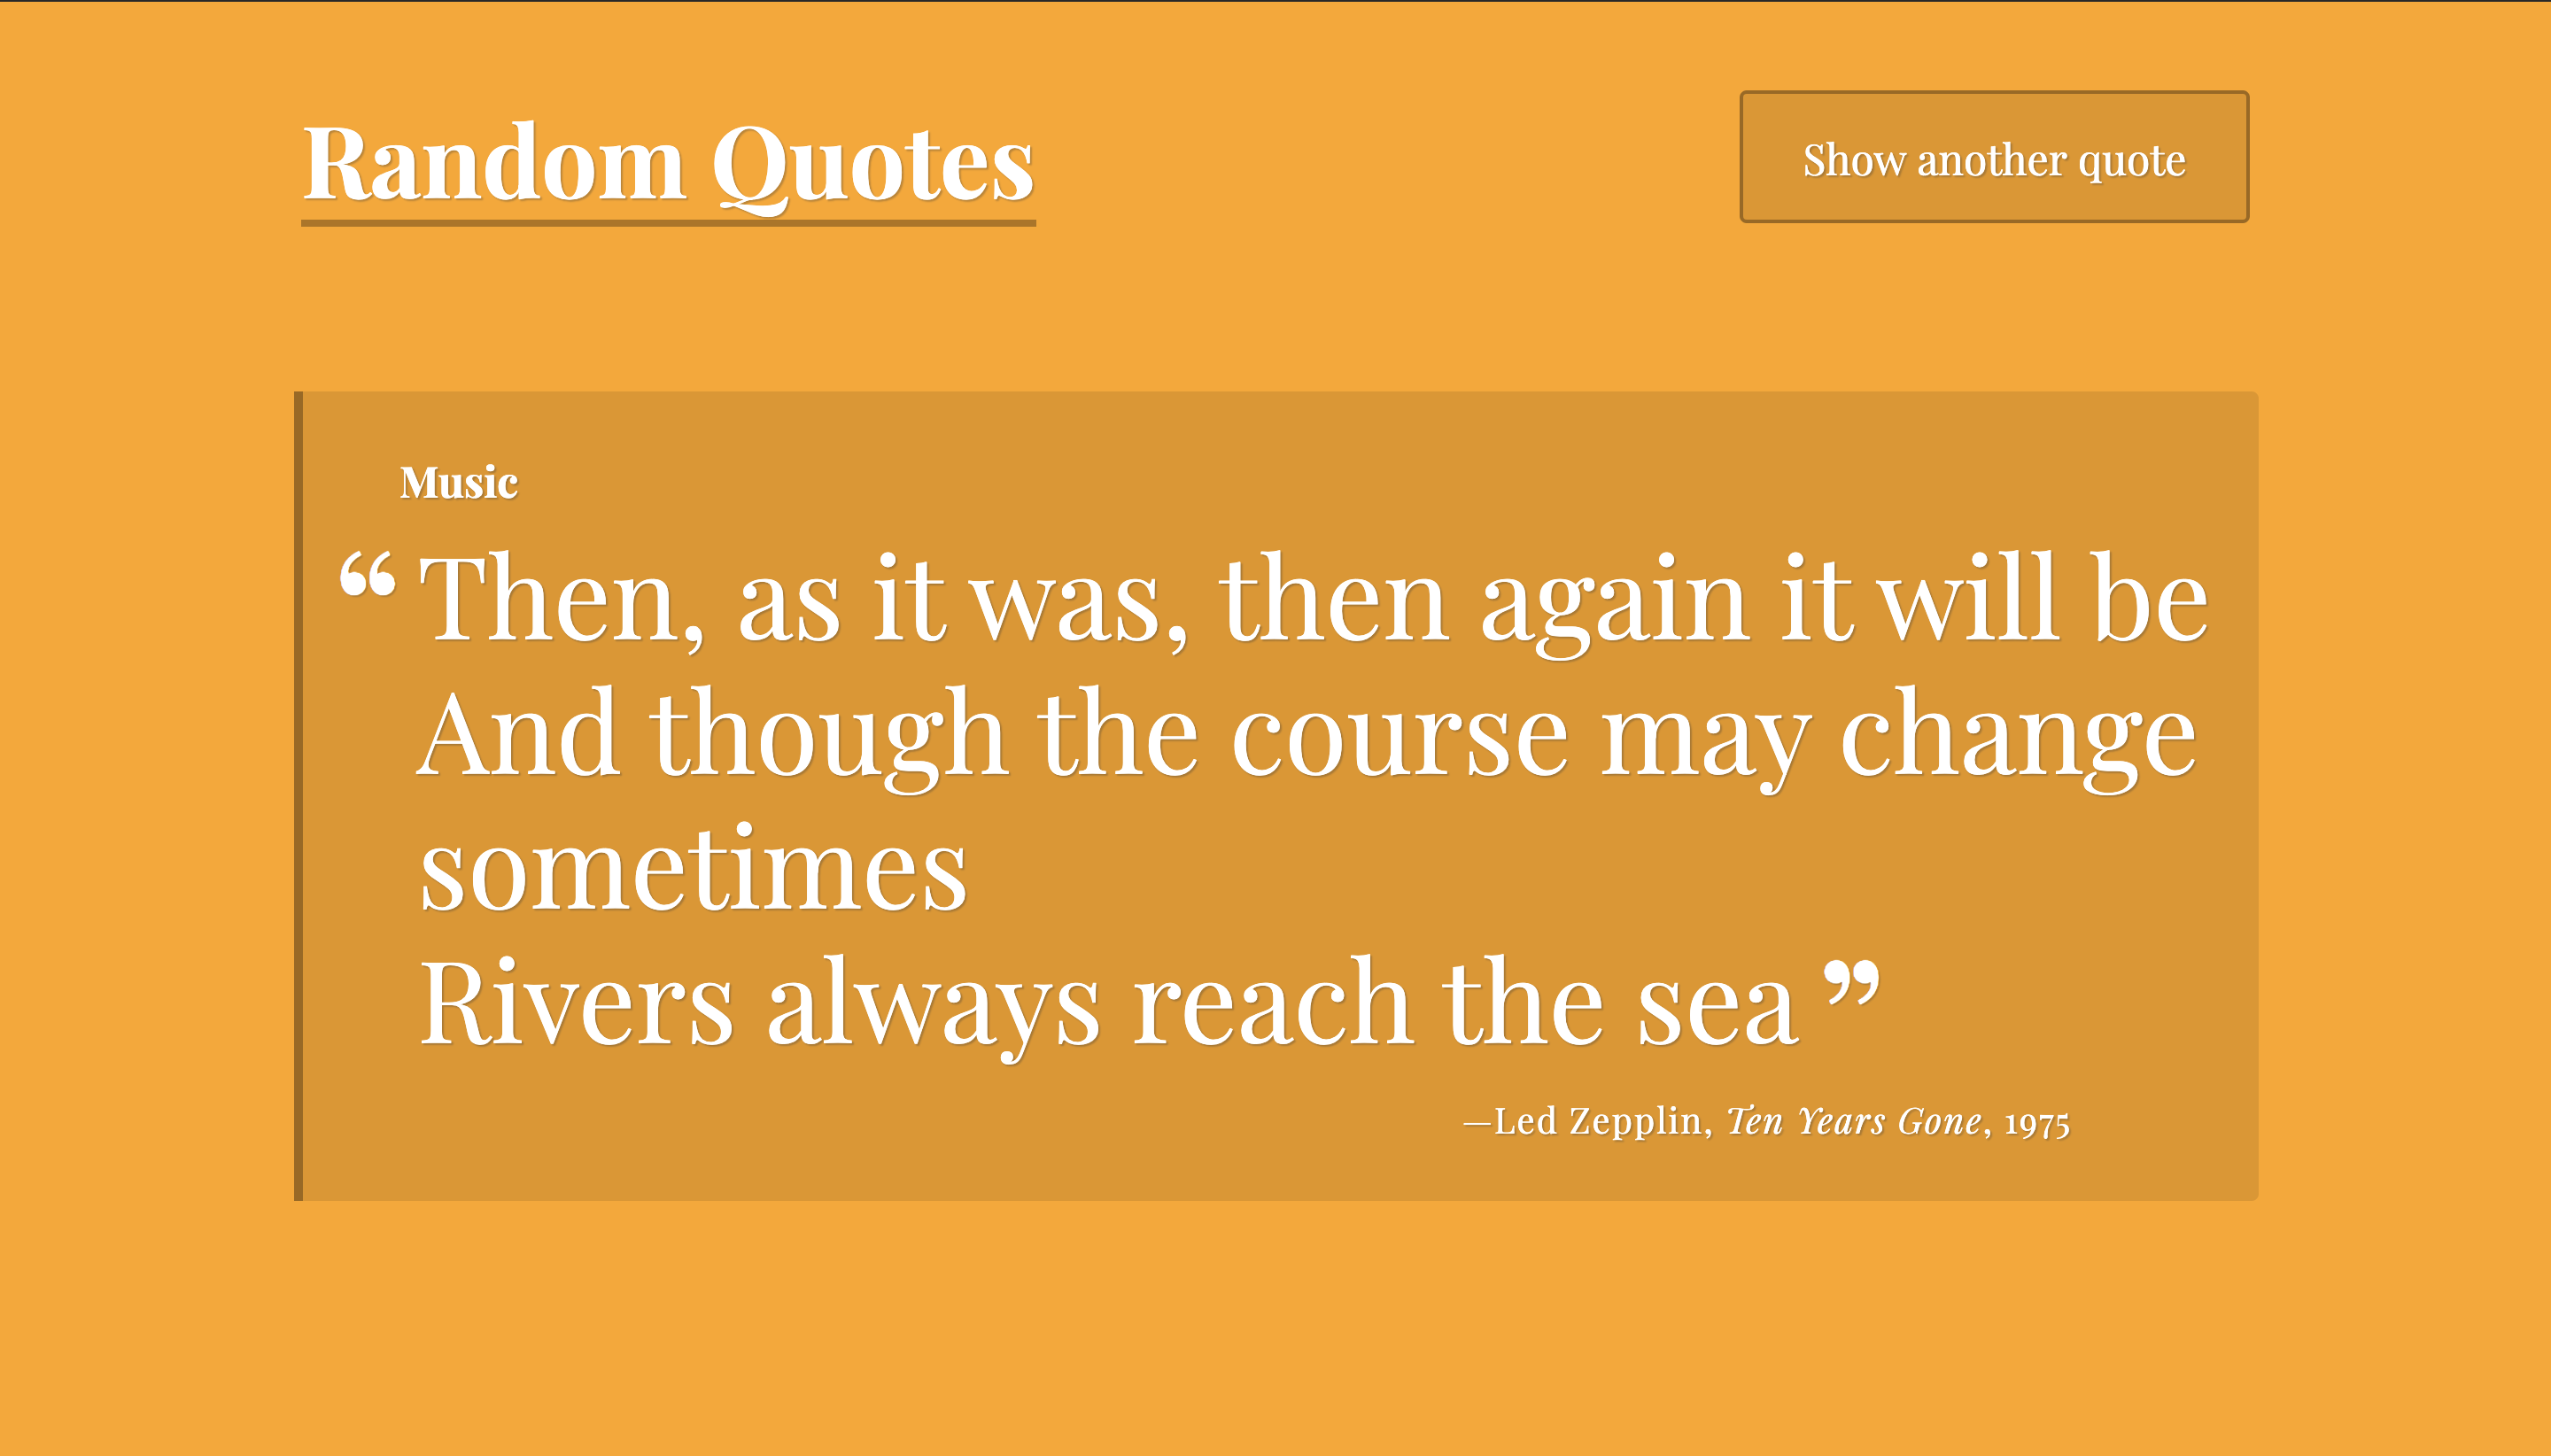 Random Quotes
Show another quote
Music
“Then, as it was, then again it will be
And though the course may change
sometimes
Rivers always reach the sea”
—Led Zepplin, Ten Years Gone, 1975